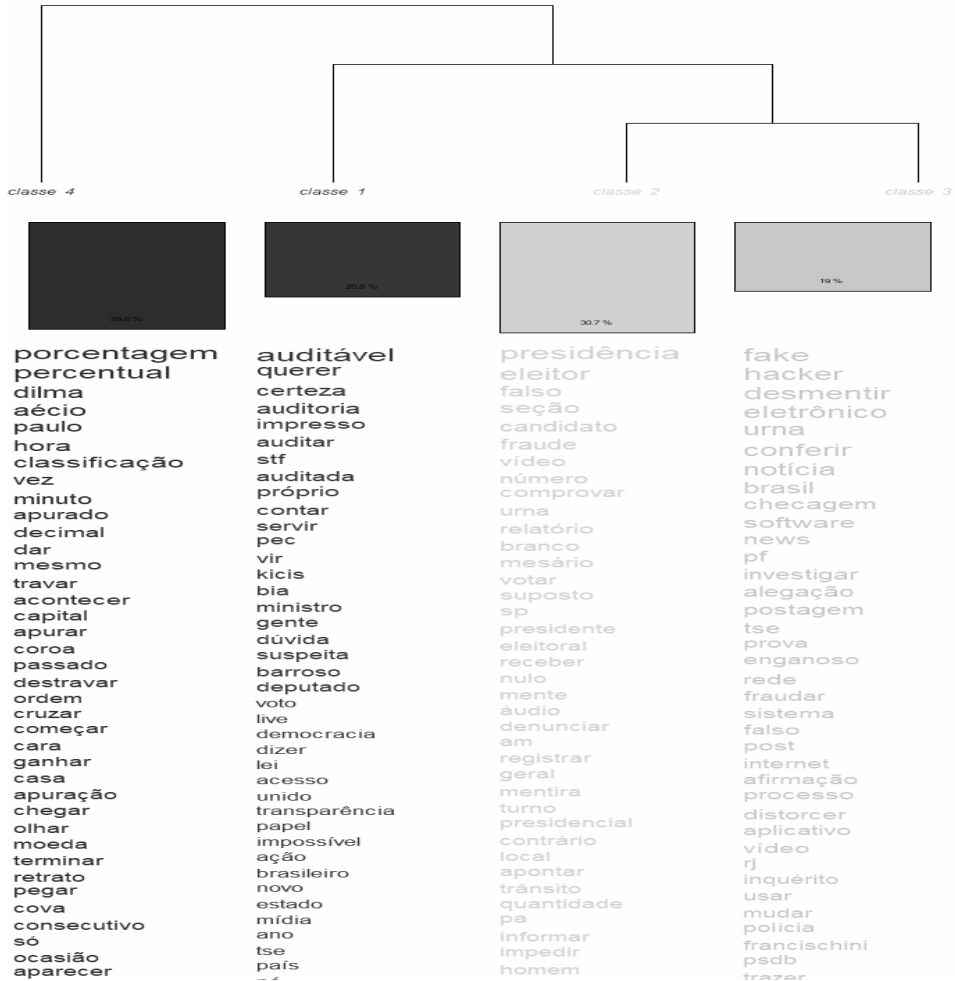 classe 4
classe 1
classe 2
classe 3
29.6 %
20.6 %
30.7 %
19 %
porcentagem
percentual
dilma
aécio
paulo
hora
classificação
vez
minuto
apurado
decimal
dar
mesmo
travar
acontecer
capital
apurar
coroa
passado
destravar
ordem
cruzar
começar
cara
ganhar
casa
apuração
chegar
olhar
moeda
terminar
retrato
pegar
cova
consecutivo
só
ocasião
aparecer
auditável
querer
certeza
auditoria
impresso
auditar
stf
auditada
próprio
contar
servir
pec
vir
kicis
bia
ministro
gente
dúvida
suspeita
barroso
deputado
voto
live
democracia
dizer
lei
acesso
unido
transparência
papel
impossível
ação
brasileiro
novo
estado
mídia
ano
tse
país
presidência
eleitor
falso
seção
candidato
fraude
vídeo
número
comprovar
urna
relatório
branco
mesário
votar
suposto
sp
presidente
eleitoral
receber
nulo
mente
áudio
denunciar
am
registrar
geral
mentira
turno
presidencial
contrário
local
apontar
trânsito
quantidade
pa
informar
impedir
homem
fake
hacker
desmentir
eletrônico
urna
conferir
notícia
brasil
checagem
software
news
pf
investigar
alegação
postagem
tse
prova
enganoso
rede
fraudar
sistema
falso
post
internet
afirmação
processo
distorcer
aplicativo
vídeo
rj
inquérito
usar
mudar
polícia
francischini
psdb
trazer